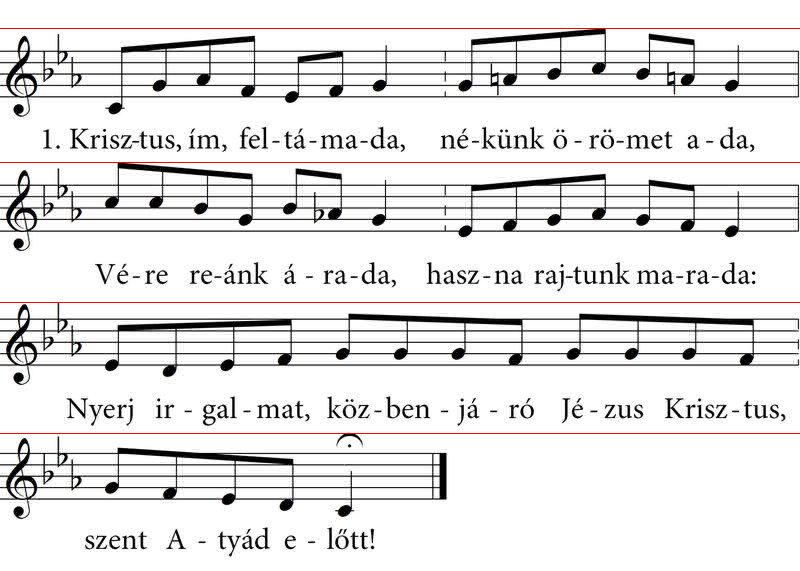 1. Krisz-tus, ím, fel-tá-ma-da, né-künk ö-rö-met a-da,
Vé-re re-ánk á-ra-da, hasz-na raj-tunk ma-ra-da:
Nyerj ir-gal-mat, köz-ben-já-ró Jé-zus Krisz-tus,
szent A-tyád e-lőtt!